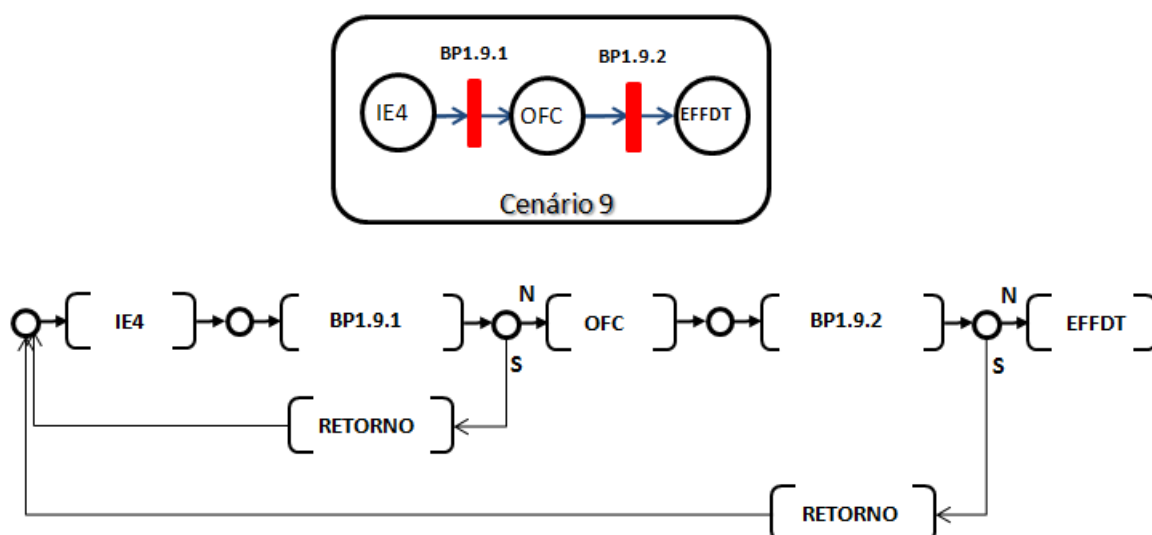 BP1.9.1 BP1.9.2
IE4 OFC EFFDT
Cenário 9
IE4 BP1.9.1 N OFC BP1.9.2 N EFFDT
S S
RETORNO
RETORNO